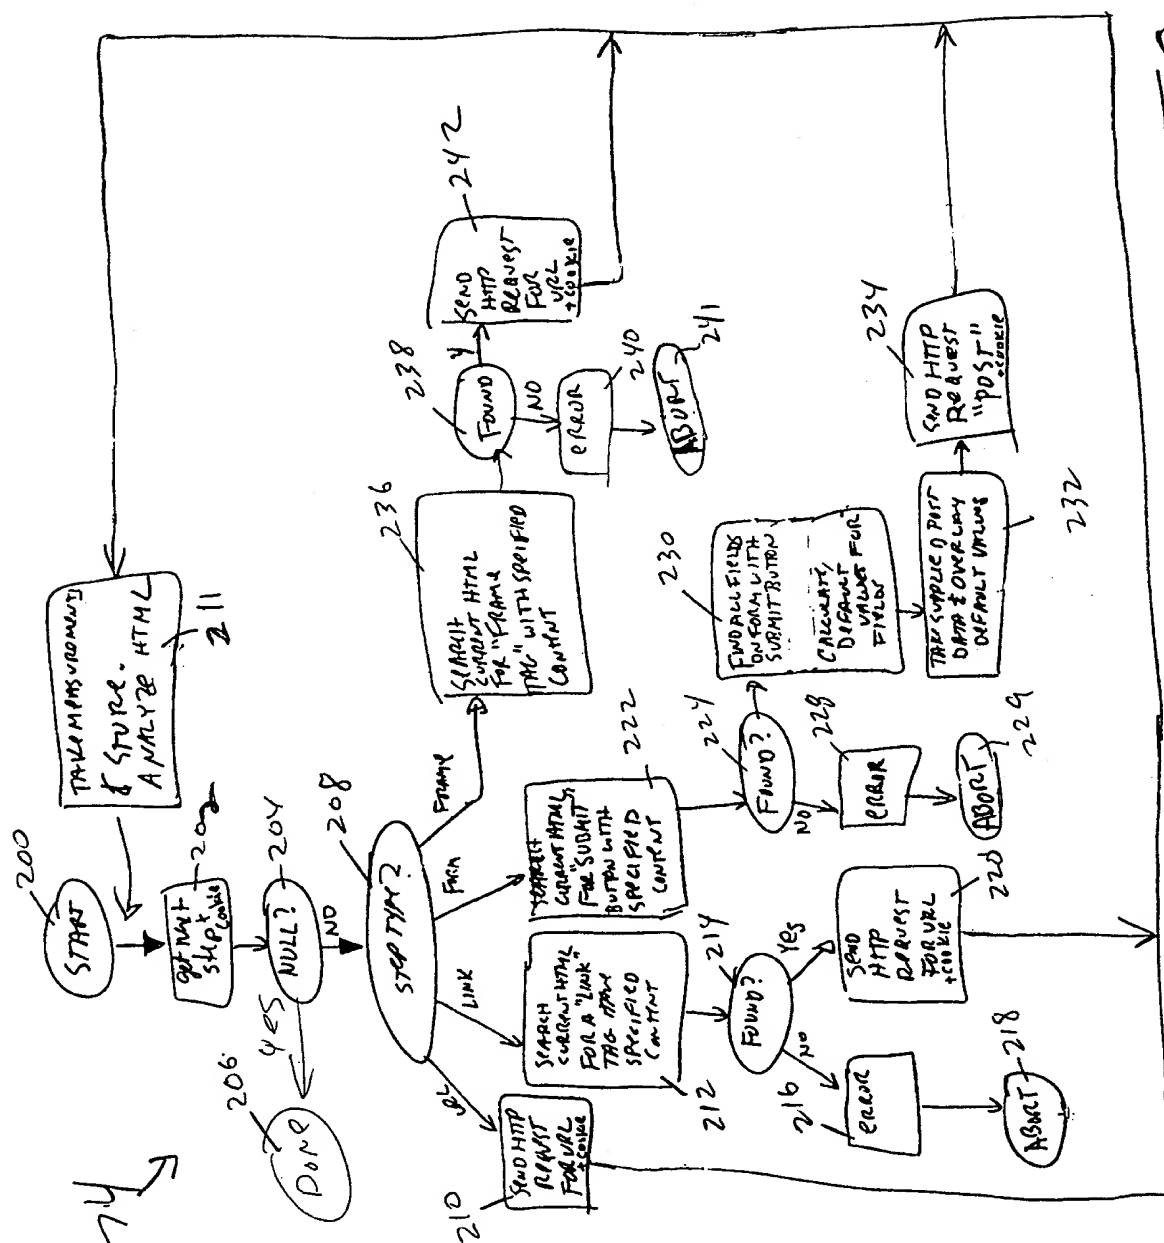 74
200
START
202
get next
step +
cookie
204
NULL?
YES
NO
206
DONE
TAKE MEASUREMENTS
& STORE.
ANALYZE HTML
211
208
STEP TYPE?
URL
LINK
FORM
FRAME
210
SEND HTTP
REQUEST
FOR URL
+ COOKIE
SEARCH
CURRENT HTML
FOR A "LINK"
TAG
SPECIFIED
CONTENT
212
214
FOUND?
NO
YES
216
ERROR
218
ABORT
SEND
HTTP
REQUEST
FOR URL
+ COOKIE
220
SEARCH
CURRENT HTML
FOR "SUBMIT"
BUTTON WITH
SPECIFIED
CONTENT
222
224
FOUND?
NO
228
ERROR
229
ABORT
230
FIND ALL FIELDS
ON FORM WITH
SUBMIT BUTTON
CALCULATE
DEFAULT
VALUES FOR
FIELDS
TAKE SUPPLIED POST
DATA & OVERLAY
DEFAULT VALUES
232
234
SEND HTTP
REQUEST
"POST"
+ COOKIE
236
SEARCH
CURRENT HTML
FOR "FRAME
TAG" WITH SPECIFIED
CONTENT
238
FOUND
Y
NO
240
ERROR
241
ABORT
242
SEND
HTTP
REQUEST
FOR
URL
+ COOKIE